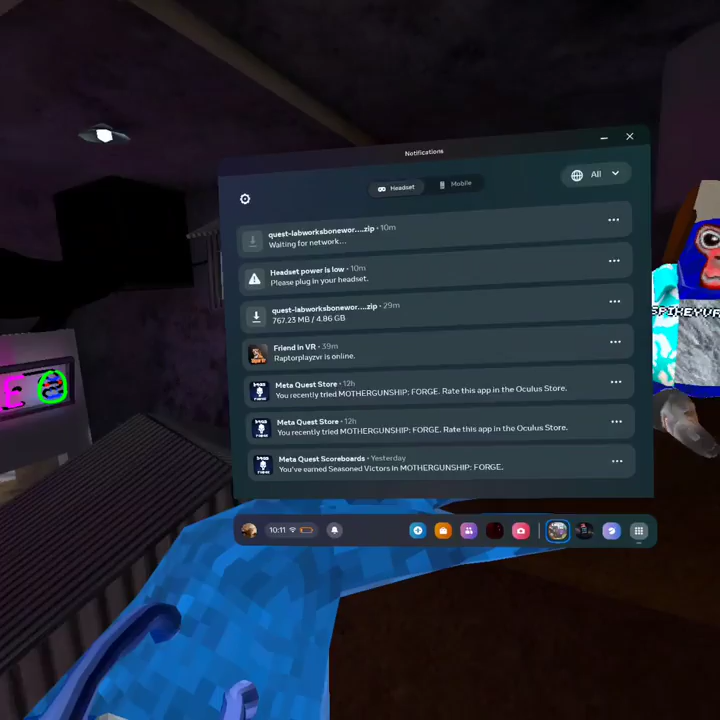 Notifications
Headset
Mobile
All
quest-labworksbonewor....zip · 10m
Waiting for network...
Headset power is low · 10m
Please plug in your headset.
quest-labworksbonewor....zip · 29m
767.23 MB / 4.86 GB
Friend in VR · 39m
Raptorplayzvr is online.
Meta Quest Store · 12h
You recently tried MOTHERGUNSHIP: FORGE. Rate this app in the Oculus Store.
Meta Quest Store · 12h
You recently tried MOTHERGUNSHIP: FORGE. Rate this app in the Oculus Store.
Meta Quest Scoreboards · Yesterday
You've earned Seasoned Victors in MOTHERGUNSHIP: FORGE.
SPIKEYVR
10:11